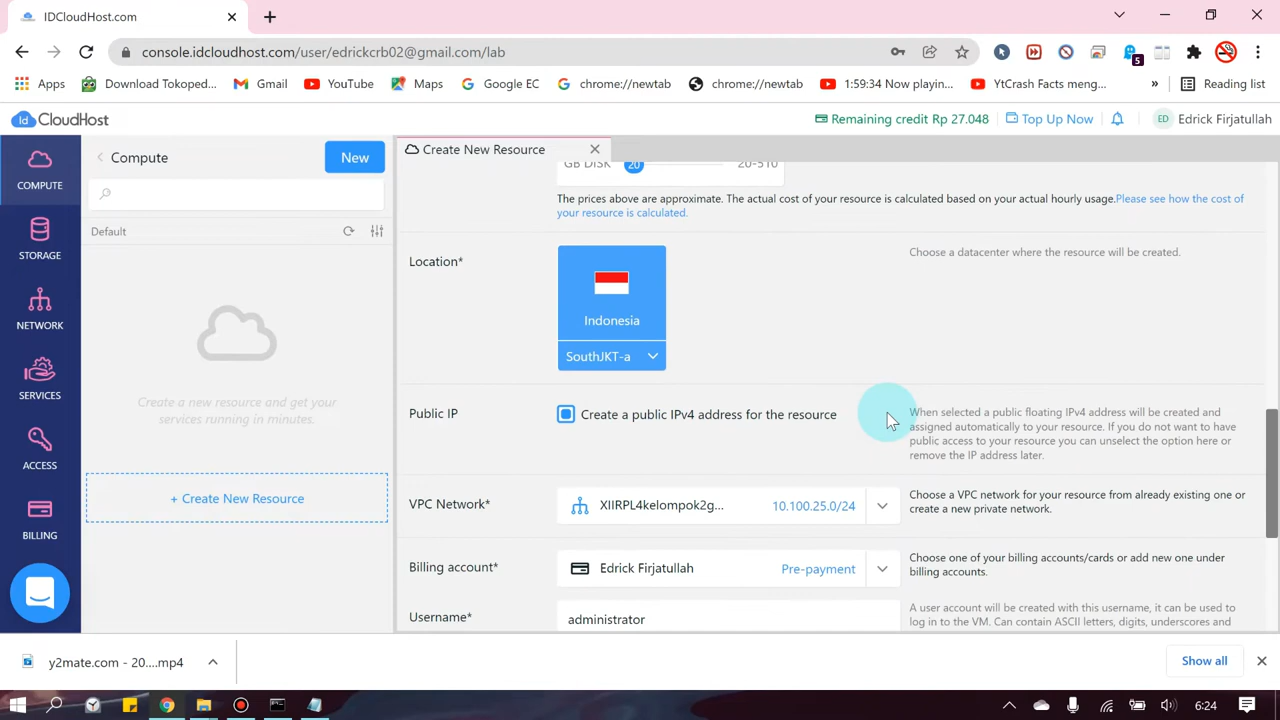 IDCloudHost.com
console.idcloudhost.com/user/edrickcrb02@gmail.com/lab
5
Apps
Download Tokoped...
Gmail
YouTube
Maps
Google EC
chrome://newtab
chrome://newtab
1:59:34 Now playin...
YtCrash Facts meng...
»
Reading list
Id CloudHost
Remaining credit Rp 27.048
Top Up Now
ED
Edrick Firjatullah
COMPUTE
STORAGE
NETWORK
SERVICES
ACCESS
BILLING
Compute
New
Default
Create a new resource and get your
services running in minutes.
+ Create New Resource
Create New Resource
GB DISK
20
20-510
The prices above are approximate. The actual cost of your resource is calculated based on your actual hourly usage.Please see how the cost of
your resource is calculated.
Location*
Indonesia
SouthJKT-a
Choose a datacenter where the resource will be created.
Public IP
Create a public IPv4 address for the resource
When selected a public floating IPv4 address will be created and
assigned automatically to your resource. If you do not want to have
public access to your resource you can unselect the option here or
remove the IP address later.
VPC Network*
XIIRPL4kelompok2g...
10.100.25.0/24
Choose a VPC network for your resource from already existing one or
create a new private network.
Billing account*
Edrick Firjatullah
Pre-payment
Choose one of your billing accounts/cards or add new one under
billing accounts.
Username*
administrator
A user account will be created with this username, it can be used to
log in to the VM. Can contain ASCII letters, digits, underscores and
y2mate.com - 20....mp4
Show all
6:24